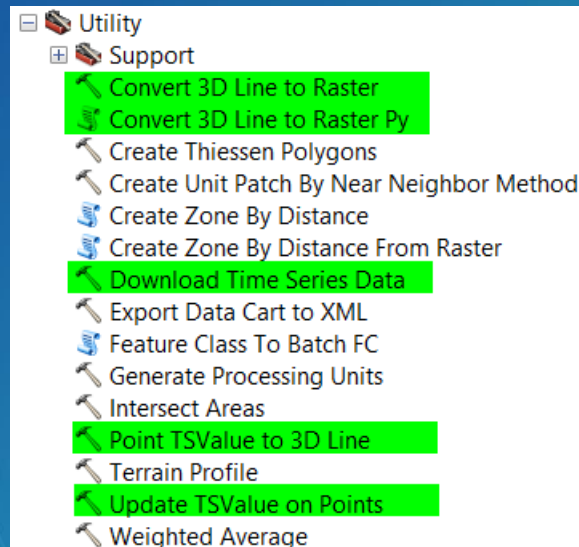 Utility
Support
Convert 3D Line to Raster
Convert 3D Line to Raster Py
Create Thiessen Polygons
Create Unit Patch By Near Neighbor Method
Create Zone By Distance
Create Zone By Distance From Raster
Download Time Series Data
Export Data Cart to XML
Feature Class To Batch FC
Generate Processing Units
Intersect Areas
Point TSValue to 3D Line
Terrain Profile
Update TSValue on Points
Weighted Average